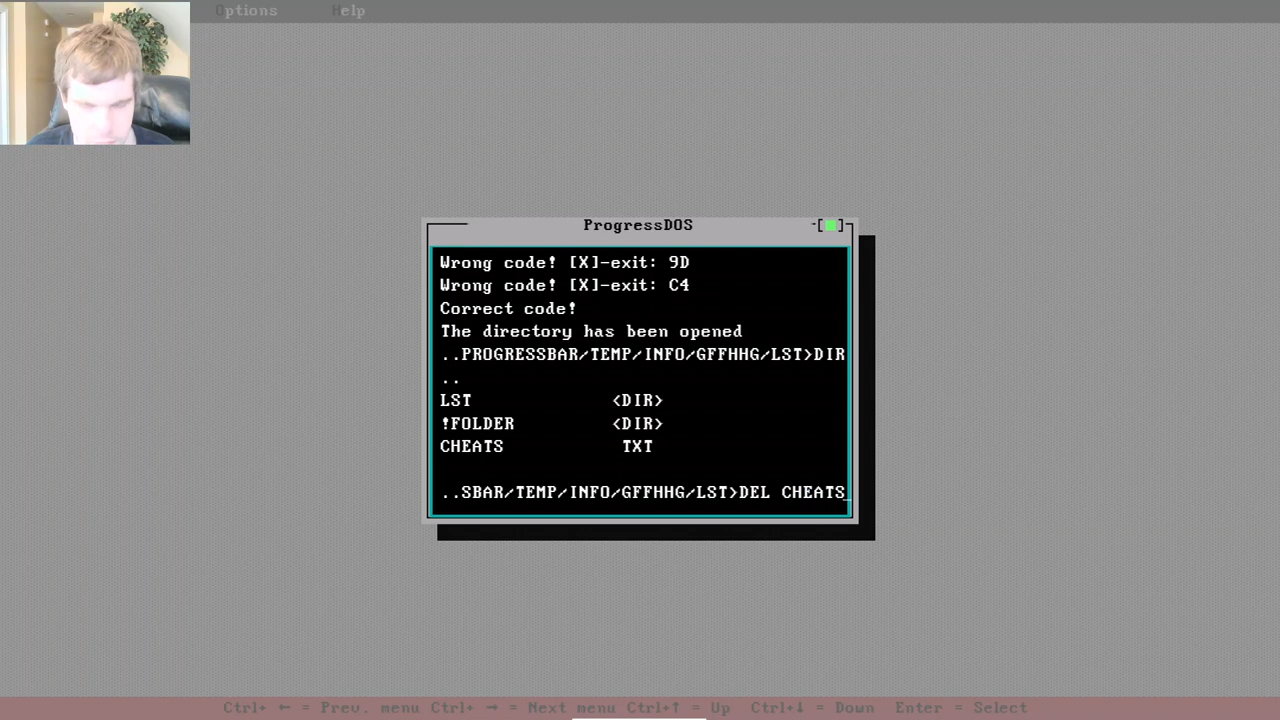 Options Help
ProgressDOS
Wrong code! [X]-exit: 9D
Wrong code! [X]-exit: C4
Correct code!
The directory has been opened
..PROGRESSBAR/TEMP/INFO/GFFHHG/LST>DIR
..
LST <DIR>
!FOLDER <DIR>
CHEATS TXT
..SBAR/TEMP/INFO/GFFHHG/LST>DEL CHEATS_
Ctrl+ ← = Prev. menu Ctrl+ → = Next menu Ctrl+↑ = Up Ctrl+↓ = Down Enter = Select